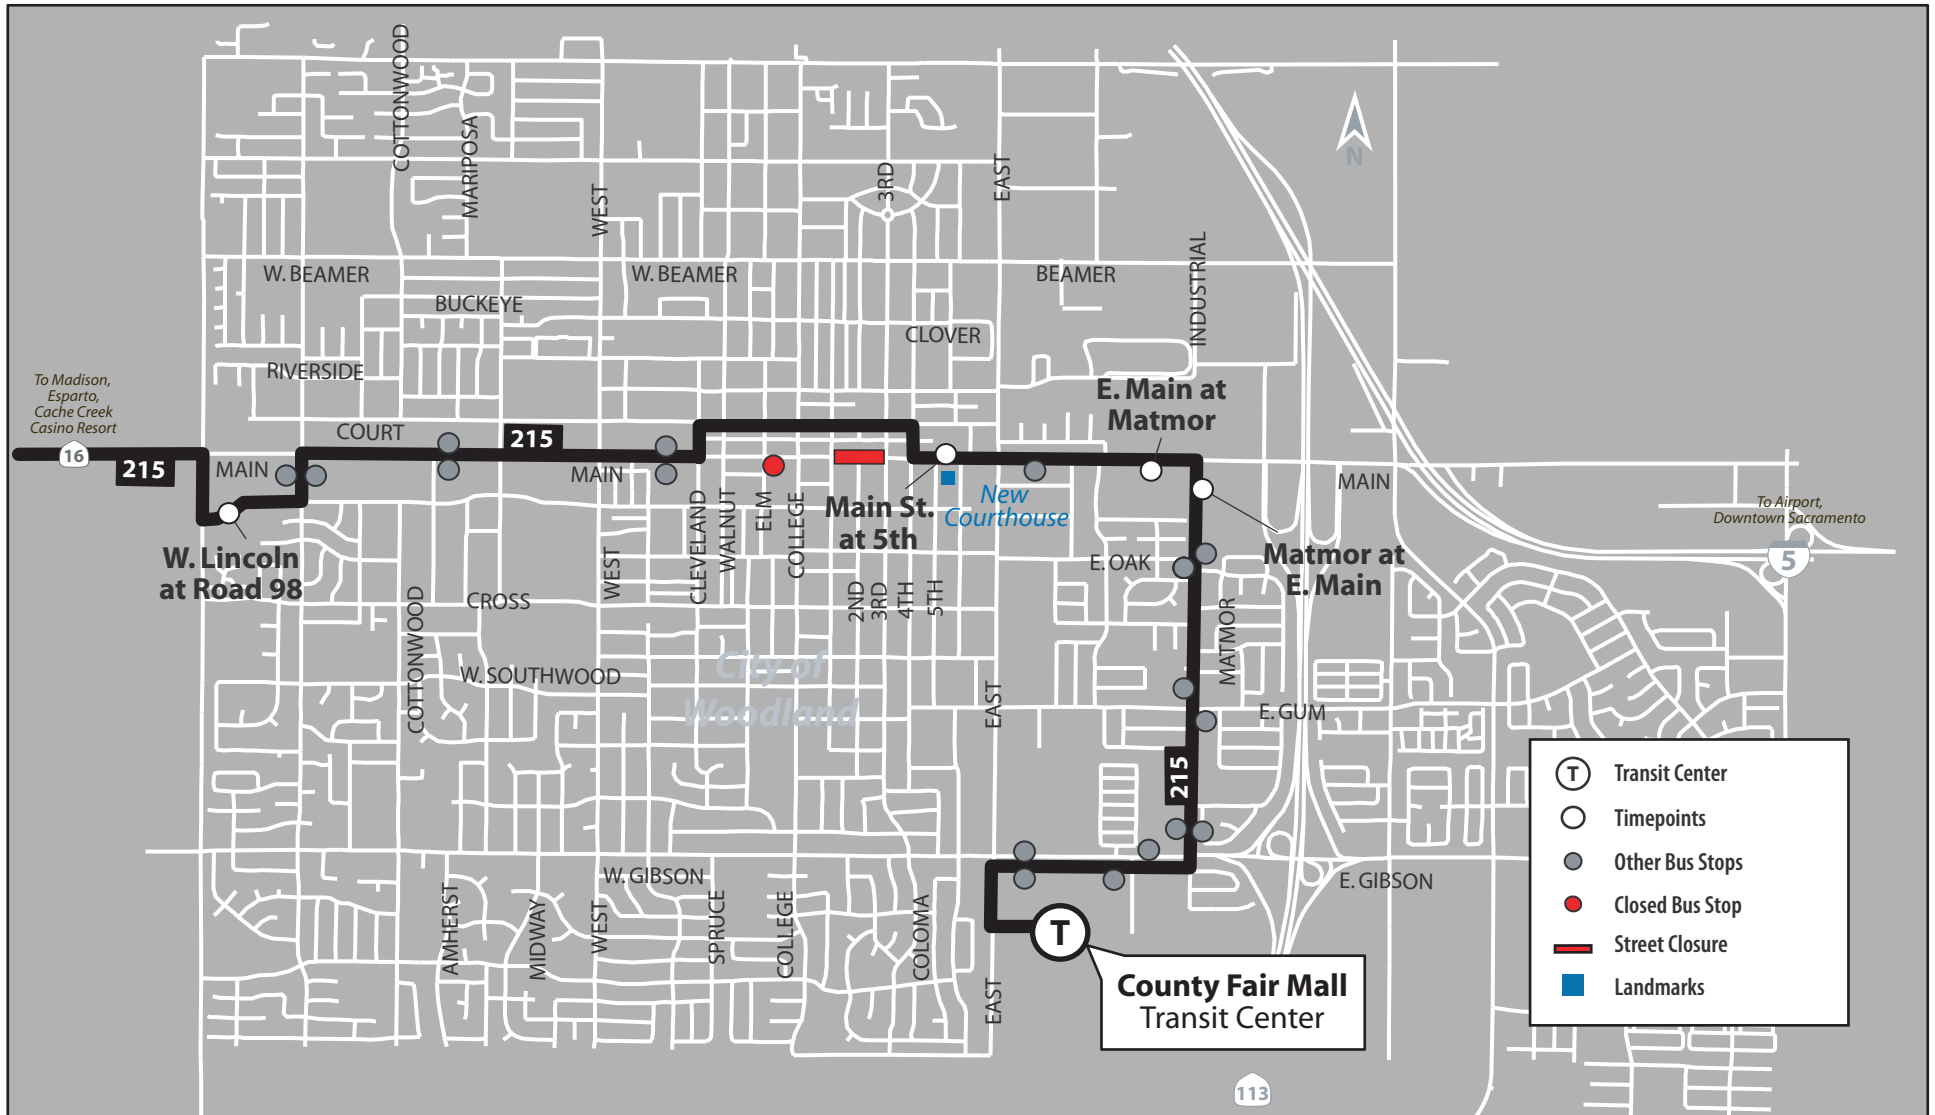 COTTONWOOD
MARIPOSA
WEST
3RD
EAST
N
INDUSTRIAL
W. BEAMER
W. BEAMER
BEAMER
BUCKEYE
CLOVER
RIVERSIDE
To Madison,
Esparto,
Cache Creek
Casino Resort
16
215
MAIN
COURT
215
MAIN
E. Main at
Matmor
MAIN
To Airport,
Downtown Sacramento
5
W. Lincoln
at Road 98
WEST
CLEVELAND
WALNUT
ELM
COLLEGE
Main St.
at 5th
New
Courthouse
E. OAK
Matmor at
E. Main
CROSS
COTTONWOOD
2ND
3RD
4TH
5TH
MATMOR
W. SOUTHWOOD
City of
Woodland
EAST
E. GUM
215
W. GIBSON
E. GIBSON
AMHERST
MIDWAY
WEST
SPRUCE
COLLEGE
COLOMA
EAST
T
County Fair Mall
Transit Center
113
T
Transit Center
Timepoints
Other Bus Stops
Closed Bus Stop
Street Closure
Landmarks